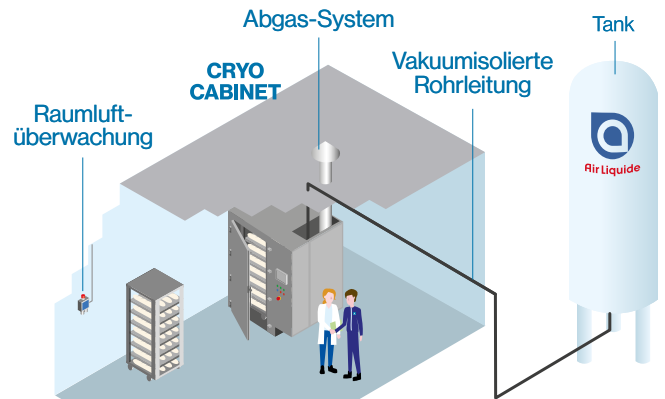 Abgas-System
Tank
CRYO
CABINET
Vakuumisolierte
Rohrleitung
Raumluft-
überwachung
Air Liquide